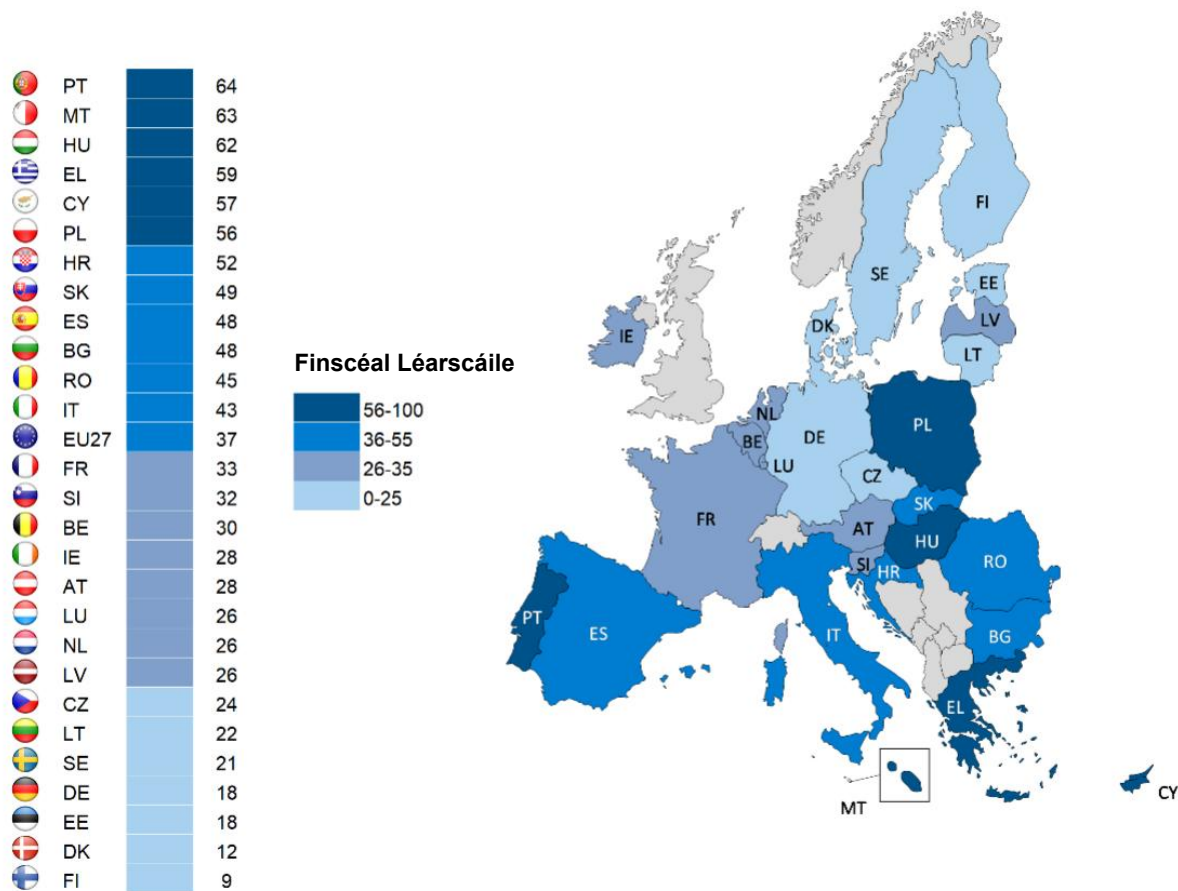 PT 64
MT 63
HU 62
EL 59
CY 57
PL 56
HR 52
SK 49
ES 48
BG 48
RO 45
IT 43
EU27 37
FR 33
SI 32
BE 30
IE 28
AT 28
LU 26
NL 26
LV 26
CZ 24
LT 22
SE 21
DE 18
EE 18
DK 12
FI 9
Finscéal Léarscáile
56-100
36-55
26-35
0-25
FI
SE
EE
LV
LT
DK
IE
NL
BE
LU
DE
PL
CZ
SK
FR
AT
HU
SI
HR
RO
PT
ES
IT
BG
EL
MT
CY